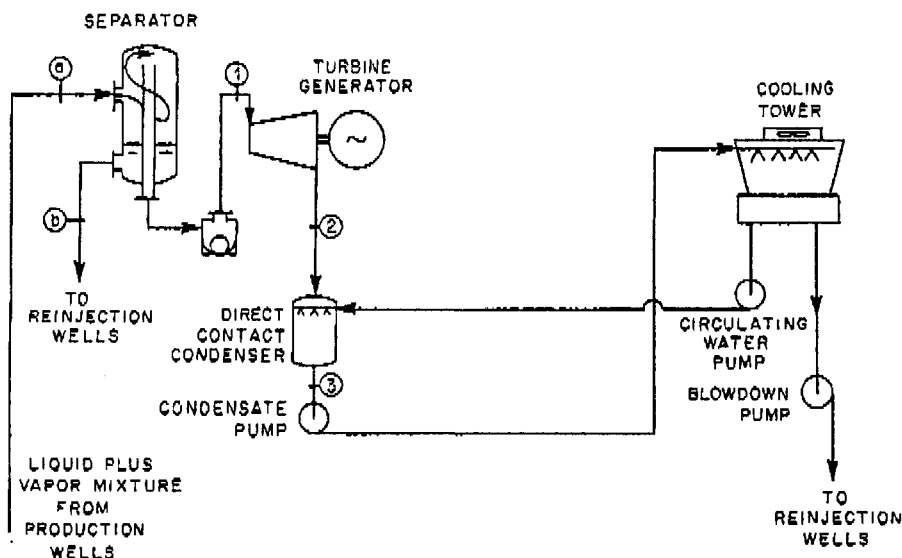 SEPARATOR
a
1
TURBINE
GENERATOR
~
COOLING
TOWER
b
2
TO
REINJECTION
WELLS
DIRECT
CONTACT
CONDENSER
CIRCULATING
WATER
PUMP
3
CONDENSATE
PUMP
BLOWDOWN
PUMP
LIQUID PLUS
VAPOR MIXTURE
FROM
PRODUCTION
WELLS
TO
REINJECTION
WELLS